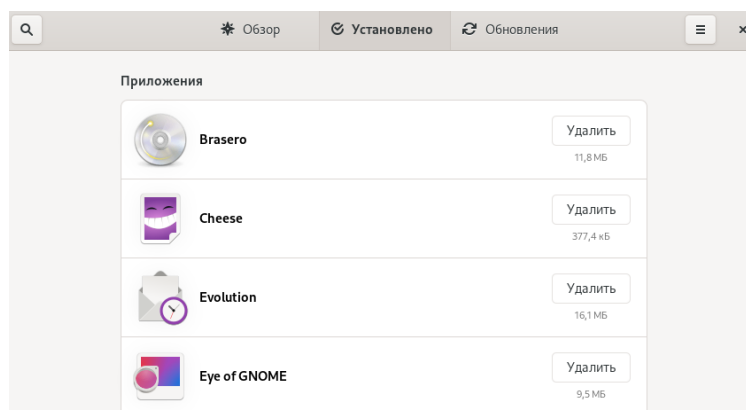 Обзор Установлено Обновления
Приложения
Brasero
Удалить
11,8 МБ
Cheese
Удалить
377,4 кБ
Evolution
Удалить
16,1 МБ
Eye of GNOME
Удалить
9,5 МБ